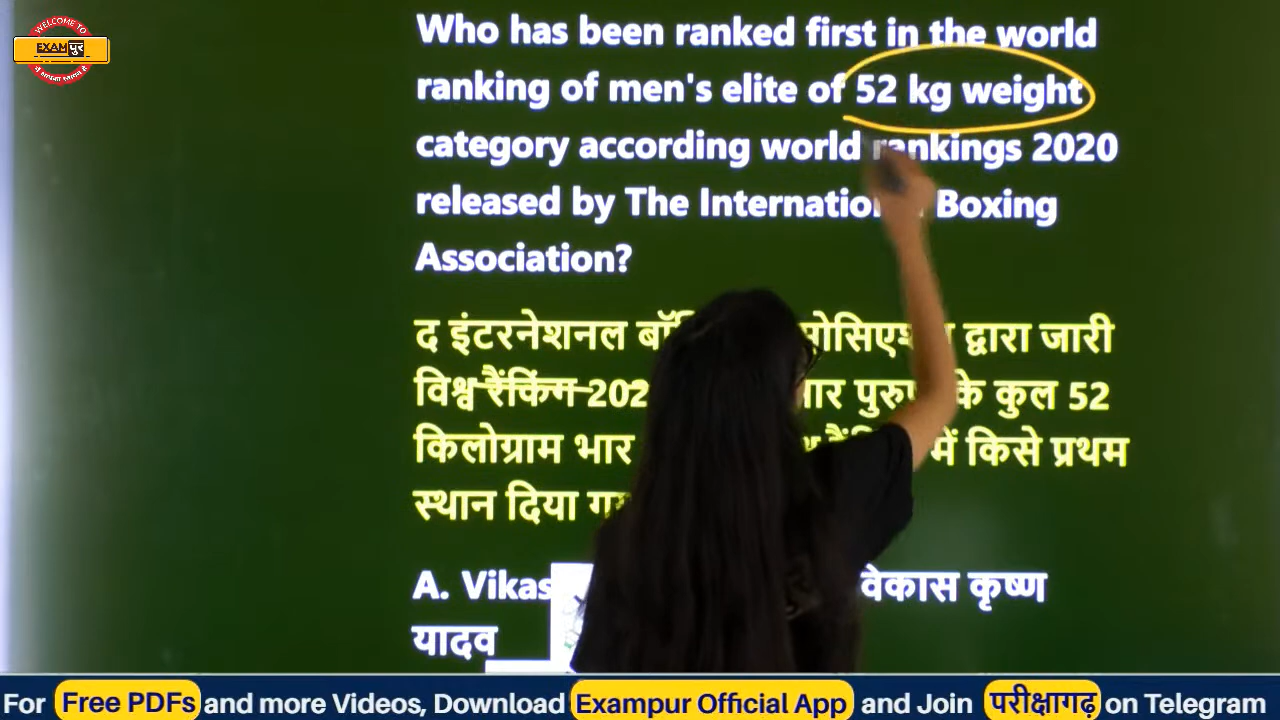 WELCOME TO
EXAMपुर
Who has been ranked first in the world
ranking of men's elite of 52 kg weight
category according world rankings 2020
released by The International Boxing
Association?
द इंटरनेशनल द्वारा जारी
विश्व रैंकिंग के कुल 52
किलोग्राम भार में किसे प्रथम
स्थान दिया
A. Vikas कृष्ण
यादव
For Free PDFs and more Videos, Download Exampur Official App and Join परीक्षागढ़ on Telegram